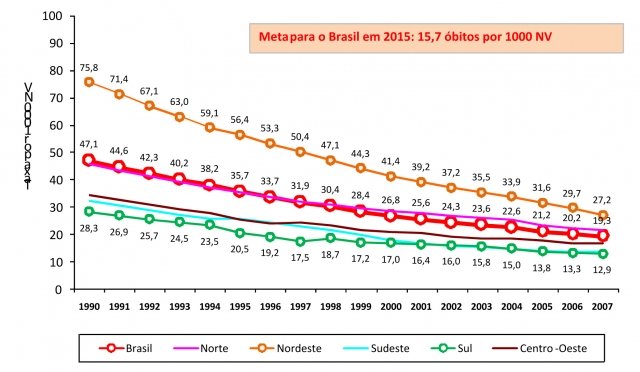 Meta para o Brasil em 2015: 15,7 óbitos por 1000 NV
Taxa por 1000 NV
100
90
80
70
60
50
40
30
20
10
0
75,8 71,4 67,1 63,0 59,1 56,4 53,3 50,4 47,1 44,3 41,4 39,2 37,2 35,5 33,9 31,6 29,7 27,2
47,1 44,6 42,3 40,2 38,2 35,7 33,7 31,9 30,4 28,4 26,8 25,6 24,3 23,6 22,6 21,2 20,2 19,3
28,3 26,9 25,7 24,5 23,5 20,5 19,2 17,5 18,7 17,2 17,0 16,4 16,0 15,8 15,0 13,8 13,3 12,9
1990 1991 1992 1993 1994 1995 1996 1997 1998 1999 2000 2001 2002 2003 2004 2005 2006 2007
Brasil Norte Nordeste Sudeste Sul Centro-Oeste